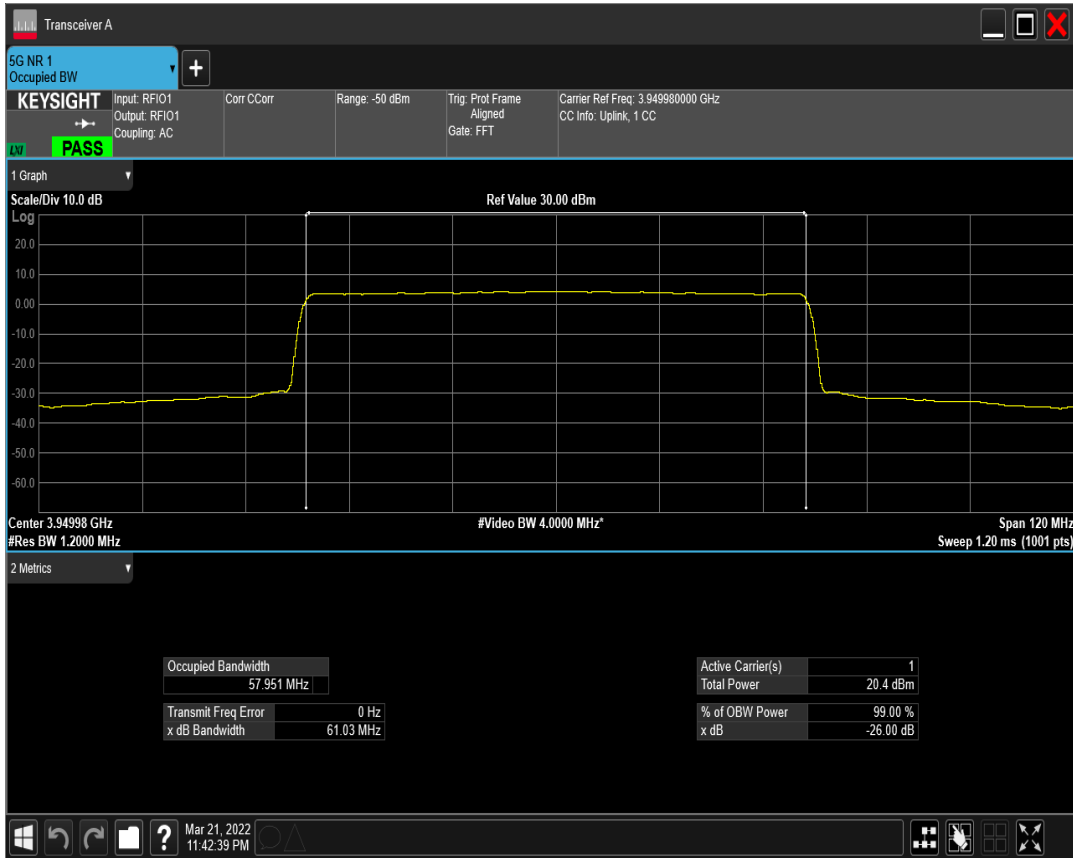 Transceiver A
5G NR 1
Occupied BW
KEYSIGHT
LXI
PASS
Input: RFIO1
Output: RFIO1
Coupling: AC
Corr CCorr
Range: -50 dBm
Trig: Prot Frame
Aligned
Gate: FFT
Carrier Ref Freq: 3.949980000 GHz
CC Info: Uplink, 1 CC
1 Graph
Scale/Div 10.0 dB
Ref Value 30.00 dBm
Log
20.0
10.0
0.00
-10.0
-20.0
-30.0
-40.0
-50.0
-60.0
Center 3.94998 GHz
#Video BW 4.0000 MHz*
Span 120 MHz
#Res BW 1.2000 MHz
Sweep 1.20 ms (1001 pts)
2 Metrics
Occupied Bandwidth
57.951 MHz
Transmit Freq Error 0 Hz
x dB Bandwidth 61.03 MHz
Active Carrier(s) 1
Total Power 20.4 dBm
% of OBW Power 99.00 %
x dB -26.00 dB
?
Mar 21, 2022
11:42:39 PM